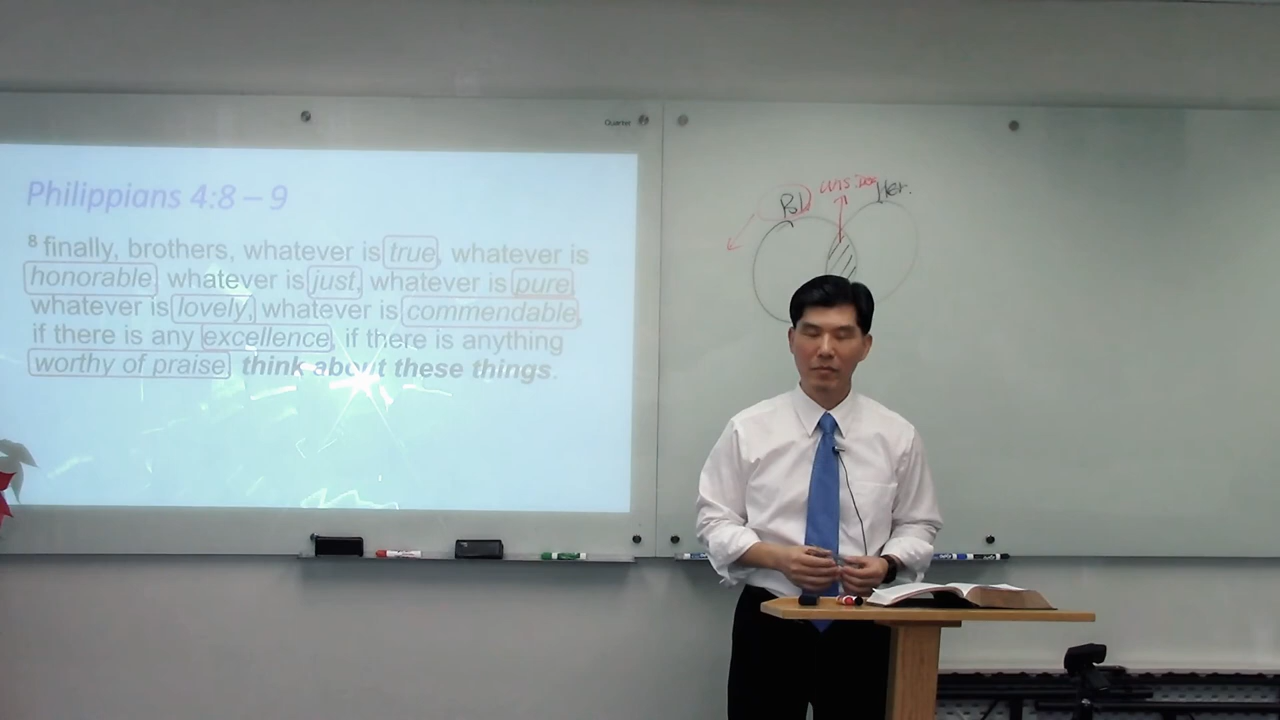 Quartet
Philippians 4:8 – 9
8 finally, brothers, whatever is true, whatever is
honorable, whatever is just, whatever is pure,
whatever is lovely, whatever is commendable,
if there is any excellence, if there is anything
worthy of praise, think about these things.
Her.